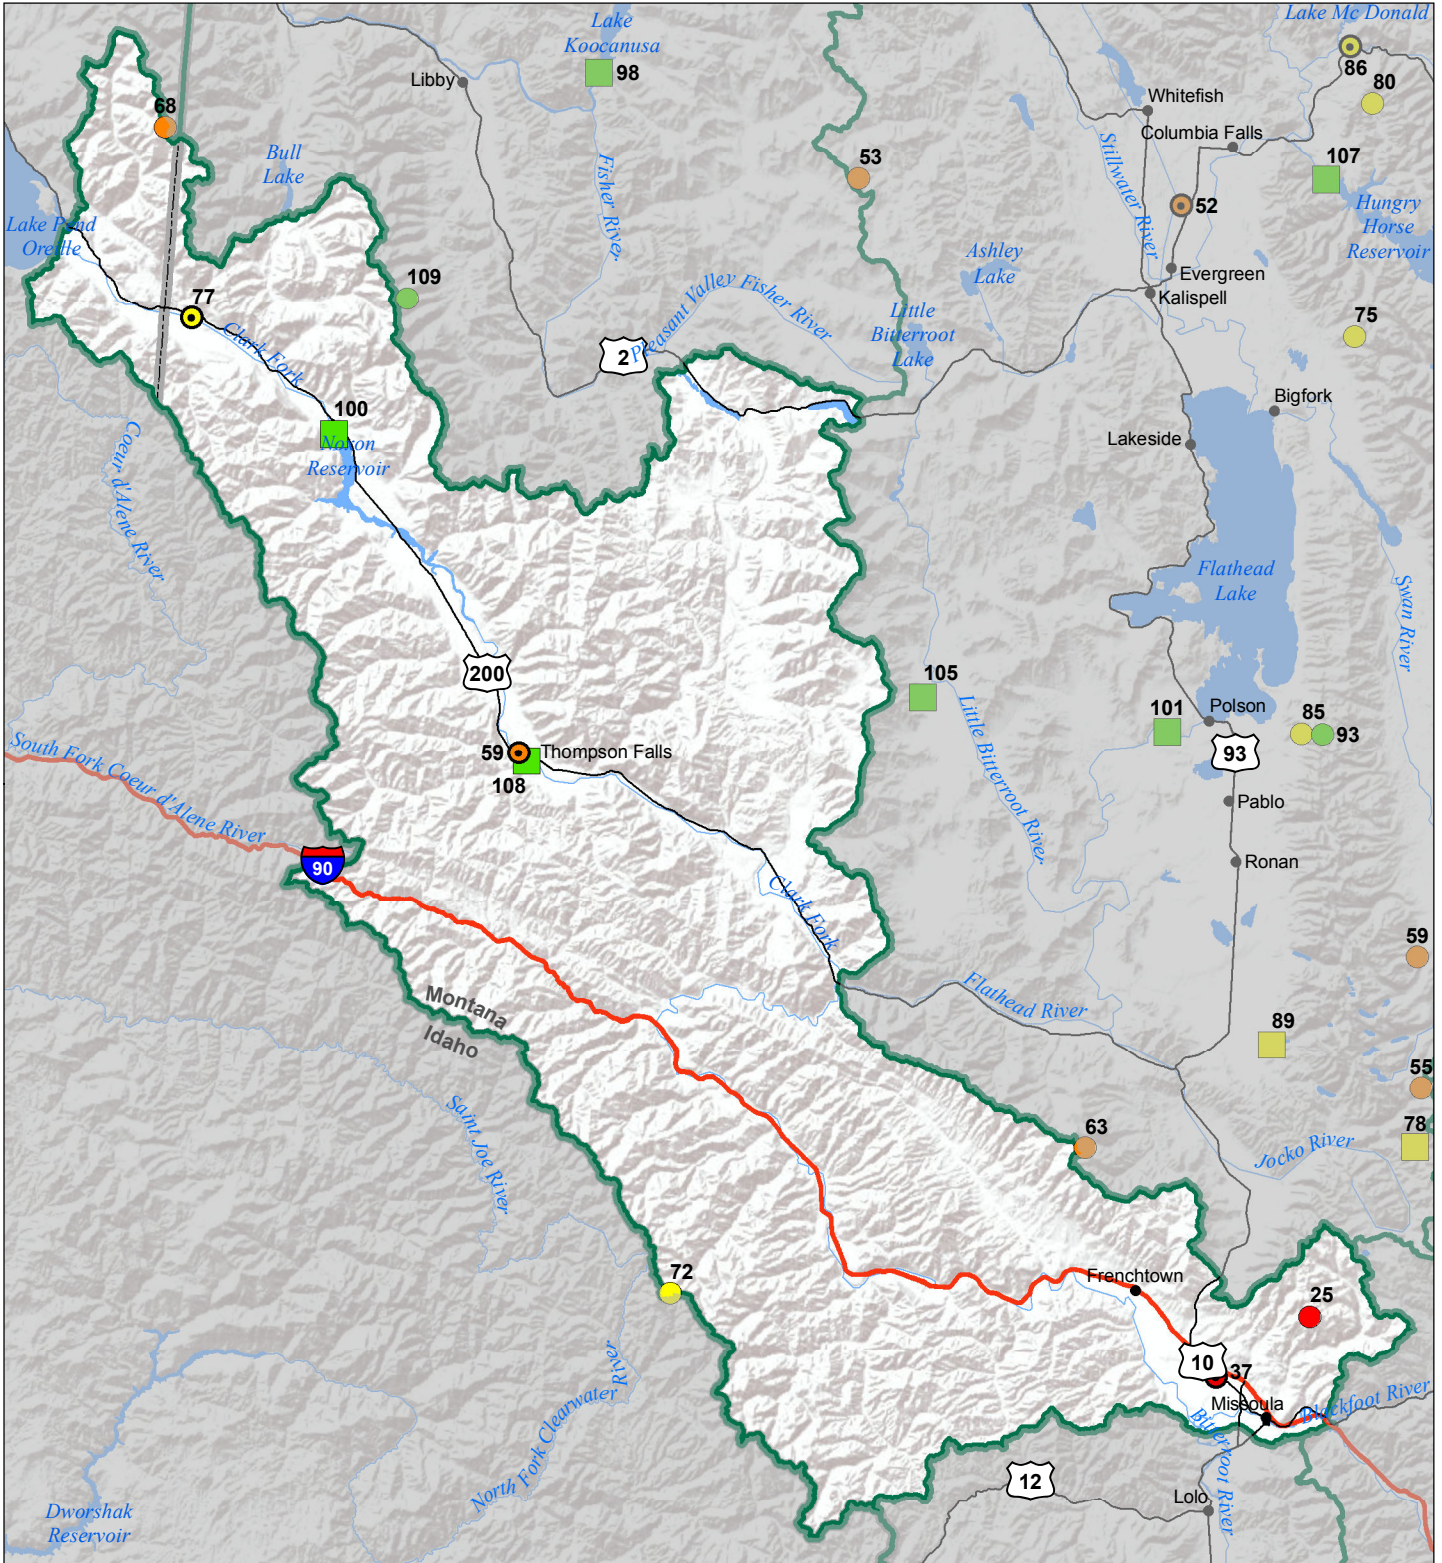 Lake Mc Donald
Lake
Koocanusa
98
Libby
86
80
Whitefish
68
Columbia Falls
Bull
Lake
Fisher River
53
Stillwater River
107
52
Hungry
Horse
Reservoir
Lake Pend
Oreille
Ashley
Lake
Evergreen
109
77
Kalispell
Pleasant Valley Fisher River
Little
Bitterroot
Lake
75
Clark Fork
2
Bigfork
100
Noxon
Reservoir
Lakeside
Coeur d'Alene River
Flathead
Lake
Swan River
200
105
Little Bitterroot River
101
Polson
85
93
93
59
Thompson Falls
108
South Fork Coeur d'Alene River
Pablo
90
Ronan
Clark Fork
59
Flathead River
Montana
Idaho
89
55
Saint Joe River
63
78
Jocko River
72
Frenchtown
25
10
37
Missoula
Blackfoot River
Bitterroot River
North Fork Clearwater
River
12
Lolo
Dworshak
Reservoir